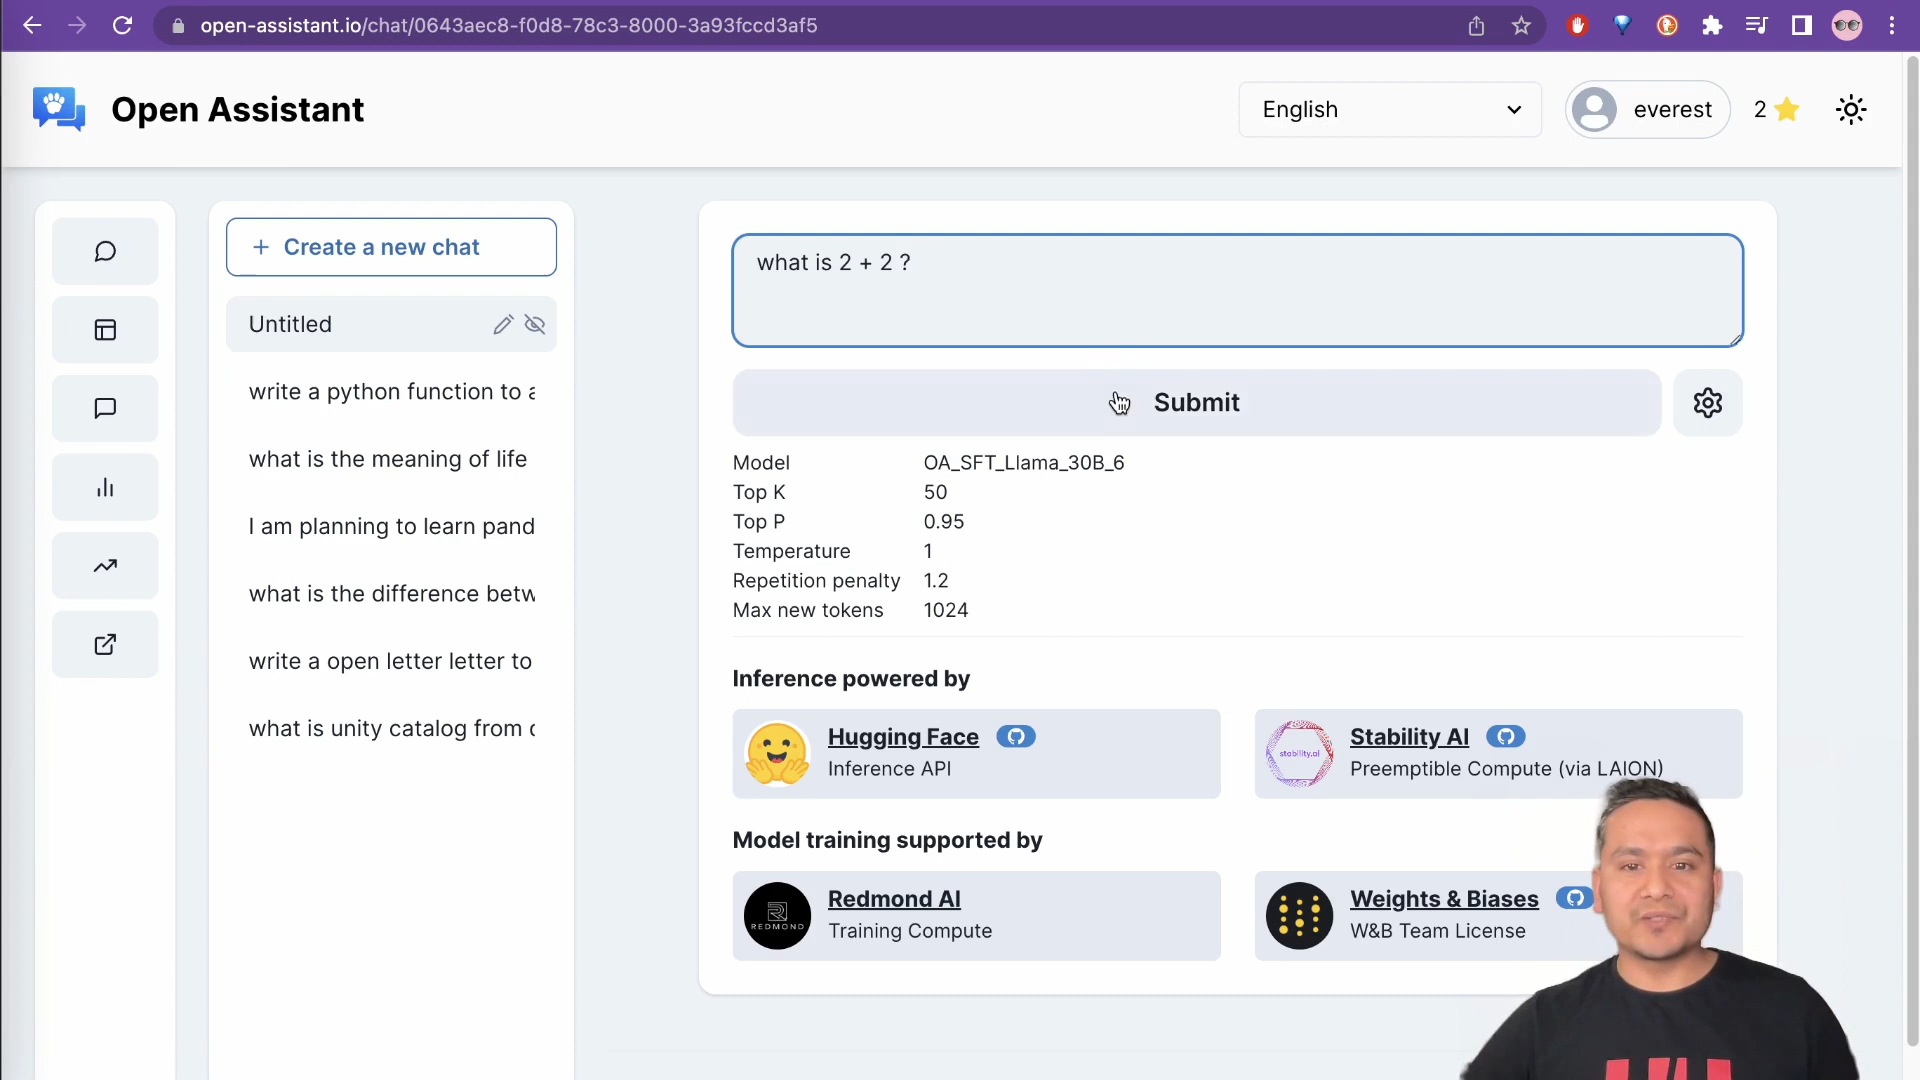 open-assistant.io/chat/0643aec8-f0d8-78c3-8000-3a93fccd3af5
Open Assistant
English
everest
2
+ Create a new chat
Untitled
write a python function to a
what is the meaning of life
I am planning to learn pand
what is the difference betw
write a open letter letter to
what is unity catalog from
what is 2 + 2 ?
Submit
Model OA_SFT_Llama_30B_6
Top K 50
Top P 0.95
Temperature 1
Repetition penalty 1.2
Max new tokens 1024
Inference powered by
Hugging Face
Inference API
stability.ai
Stability AI
Preemptible Compute (via LAION)
Model training supported by
REDMOND
Redmond AI
Training Compute
Weights & Biases
W&B Team License